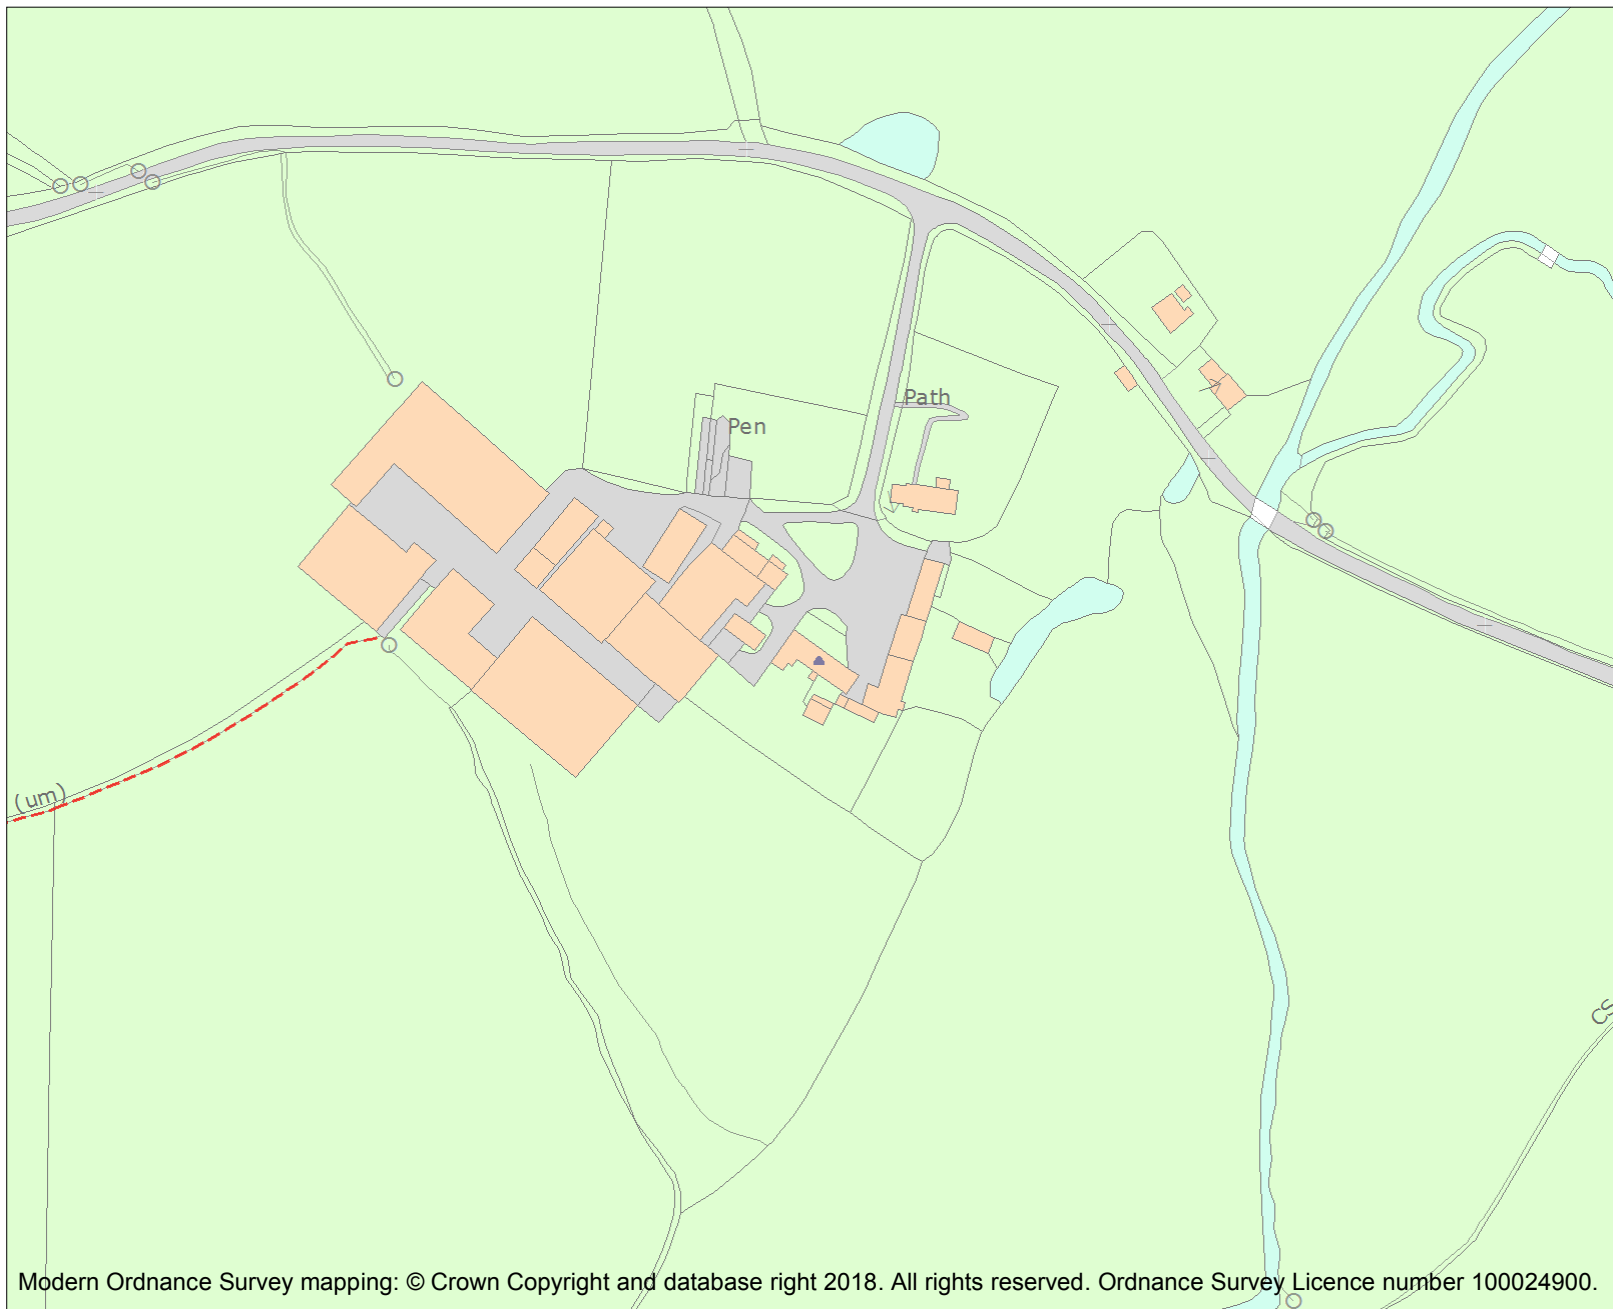 Path
Pen
(um)
CS
Modern Ordnance Survey mapping: © Crown Copyright and database right 2018. All rights reserved. Ordnance Survey Licence number 100024900.